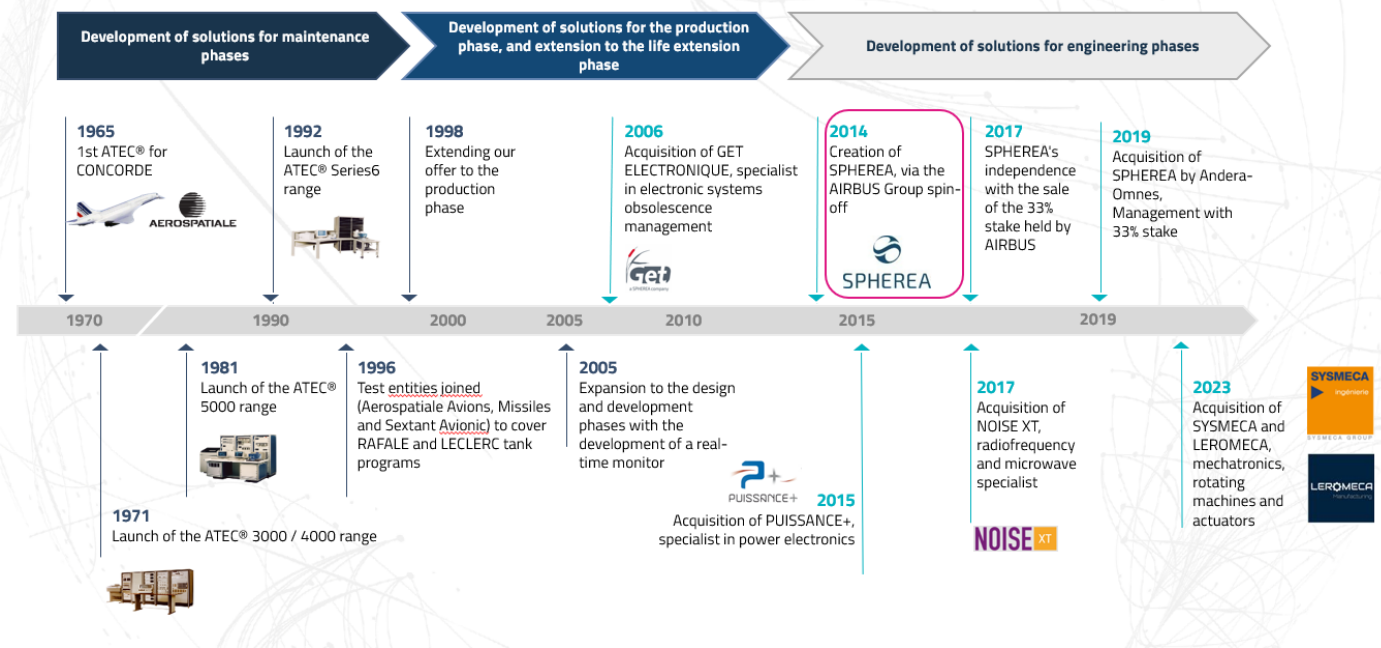 Development of solutions for maintenance
phases
Development of solutions for the production
phase, and extension to the life extension
phase
Development of solutions for engineering phases
1965
1st ATEC® for
CONCORDE
AEROSPATIALE
1992
Launch of the
ATEC® Series6
range
1998
Extending our
offer to the
production
phase
2006
Acquisition of GET
ELECTRONIQUE, specialist
in electronic systems
obsolescence
management
Get
a SPHEREA company
2014
Creation of
SPHEREA, via the
AIRBUS Group spin-
off
SPHEREA
2017
SPHEREA's
independence
with the sale
of the 33%
stake held by
AIRBUS
2019
Acquisition of
SPHEREA by Andera-
Omnes,
Management with
33% stake
1970
1990
2000
2005
2010
2015
2019
1971
Launch of the ATEC® 3000 / 4000 range
1981
Launch of the ATEC®
5000 range
1996
Test entities joined
(Aerospatiale Avions, Missiles
and Sextant Avionic) to cover
RAFALE and LECLERC tank
programs
2005
Expansion to the design
and development
phases with the
development of a real-
time monitor
PUISSANCE+
2015
Acquisition of PUISSANCE+,
specialist in power electronics
2017
Acquisition of
NOISE XT,
radiofrequency
and microwave
specialist
NOISE XT
2023
Acquisition of
SYSMECA and
LEROMECA,
mechatronics,
rotating
machines and
actuators
SYSMECA
ingénierie
SYSMECA GROUP
LEROMECA
Manufacturing